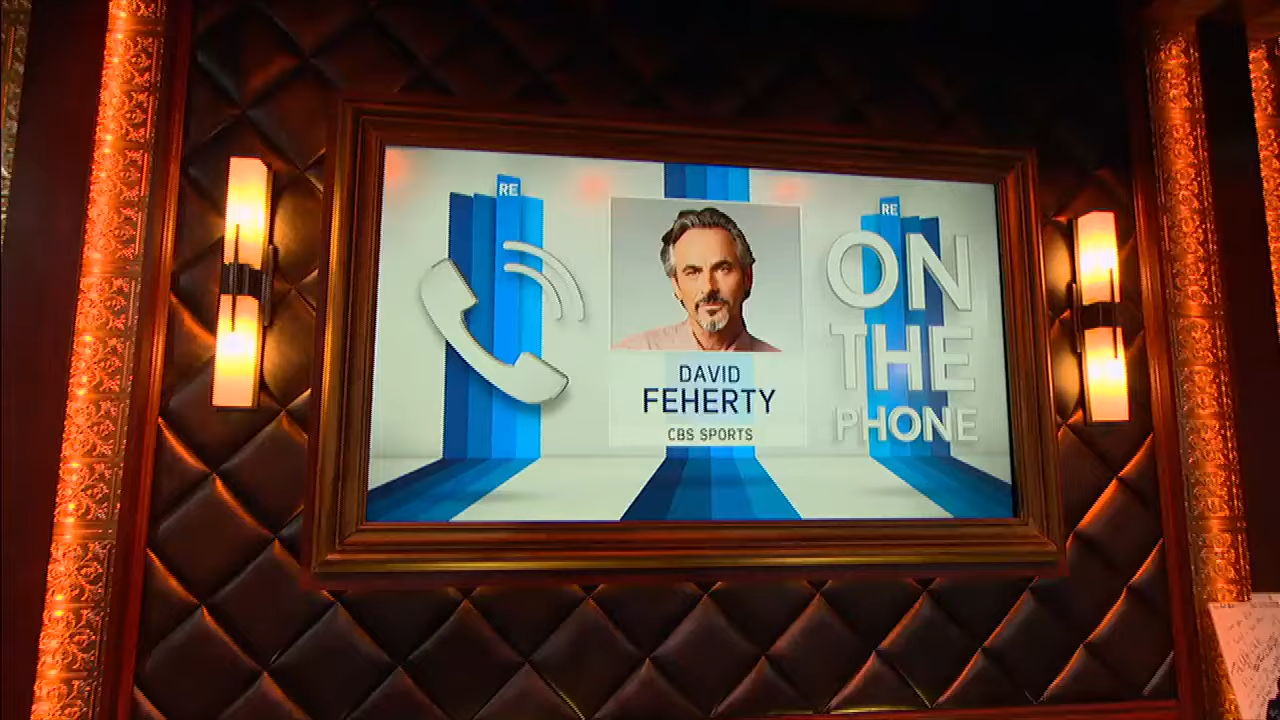 RE
DAVID
FEHERTY
CBS SPORTS
RE
ON
THE
PHONE